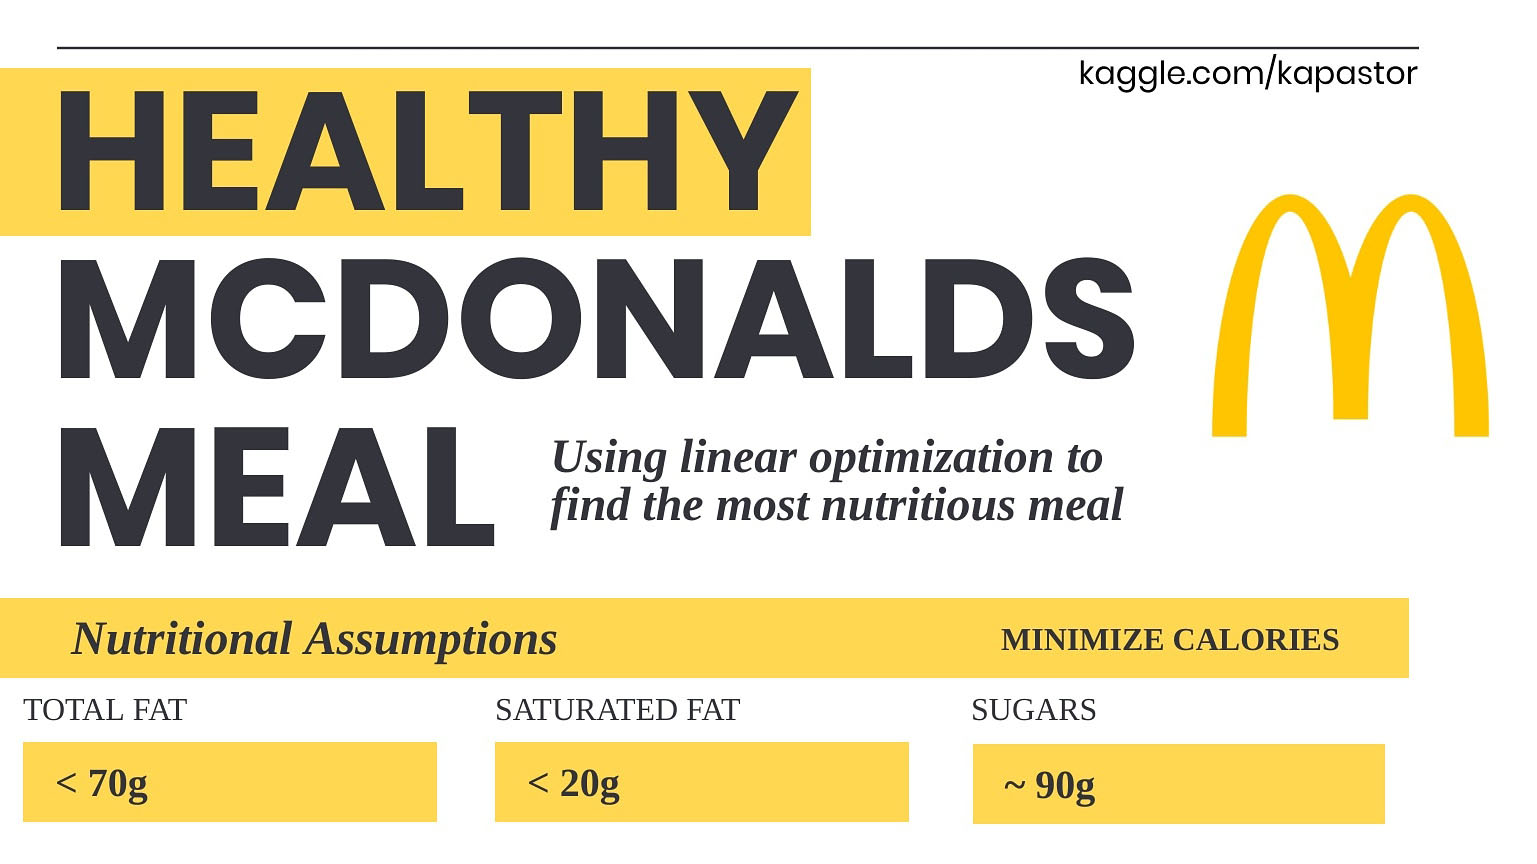 kaggle.com/kapastor
HEALTHY
MCDONALDS
MEAL
Using linear optimization to
find the most nutritious meal
Nutritional Assumptions
MINIMIZE CALORIES
TOTAL FAT
SATURATED FAT
SUGARS
< 70g
< 20g
~ 90g